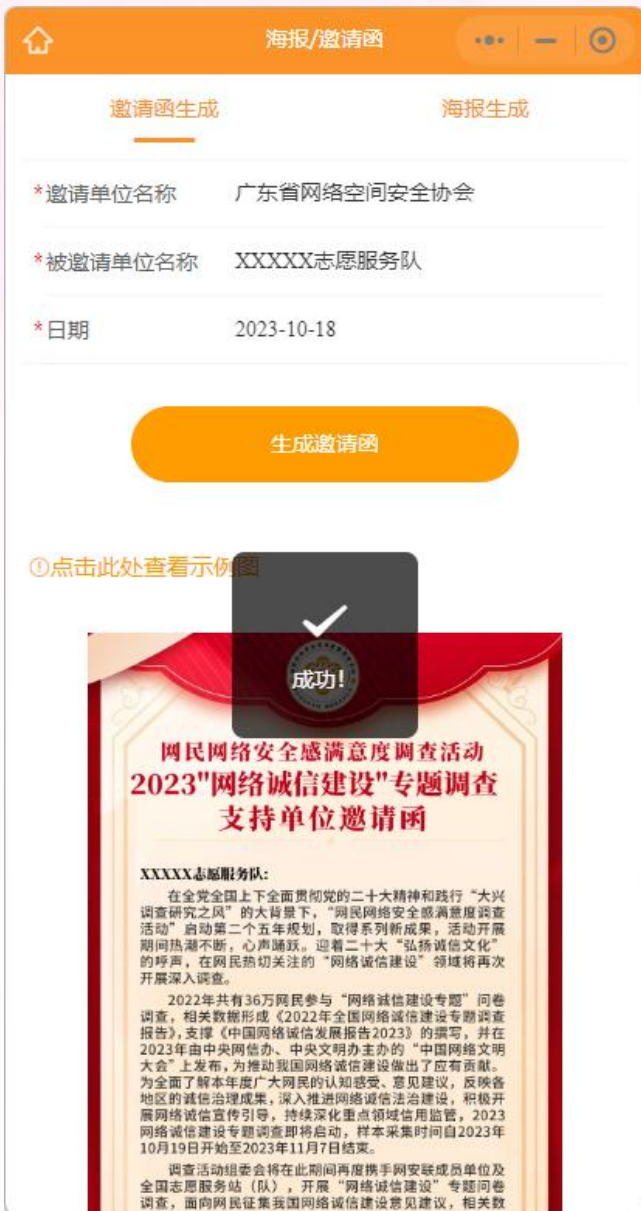 海报/邀请函
邀请函生成
海报生成
*邀请单位名称 广东省网络空间安全协会
*被邀请单位名称 XXXXX志愿服务队
*日期 2023-10-18
生成邀请函
①点击此处查看示例图
成功!
网民网络安全感满意度调查活动
2023"网络诚信建设"专题调查
支持单位邀请函
XXXXX志愿服务队:
在全党全国上下全面贯彻党的二十大精神和践行“大兴
调查研究之风”的大背景下,“网民网络安全感满意度调查
活动”启动第二个五年规划,取得系列新成果,活动开展
期间热潮不断,心声踊跃。迎着二十大“弘扬诚信文化”
的呼声,在网民热切关注的“网络诚信建设”领域将再次
开展深入调查。
2022年共有36万网民参与“网络诚信建设专题”问卷
调查,相关数据形成《2022年全国网络诚信建设专题调查
报告》,支撑《中国网络诚信发展报告2023》的撰写,并在
2023年由中央网信办、中央文明办主办的“中国网络文明
大会”上发布,为推动我国网络诚信建设做出了应有贡献。
为全面了解本年度广大网民的认知感受、意见建议,反映各
地区的诚信治理成果,深入推进网络诚信法治建设,积极开
展网络诚信宣传引导,持续深化重点领域信用监管,2023
网络诚信建设专题调查即将启动,样本采集时间自2023年
10月19日开始至2023年11月7日结束。
调查活动组委会将在此期间再度携手网安联成员单位及
全国志愿服务站(队),开展“网络诚信建设”专题问卷
调查,面向网民征集我国网络诚信建设意见建议,相关数